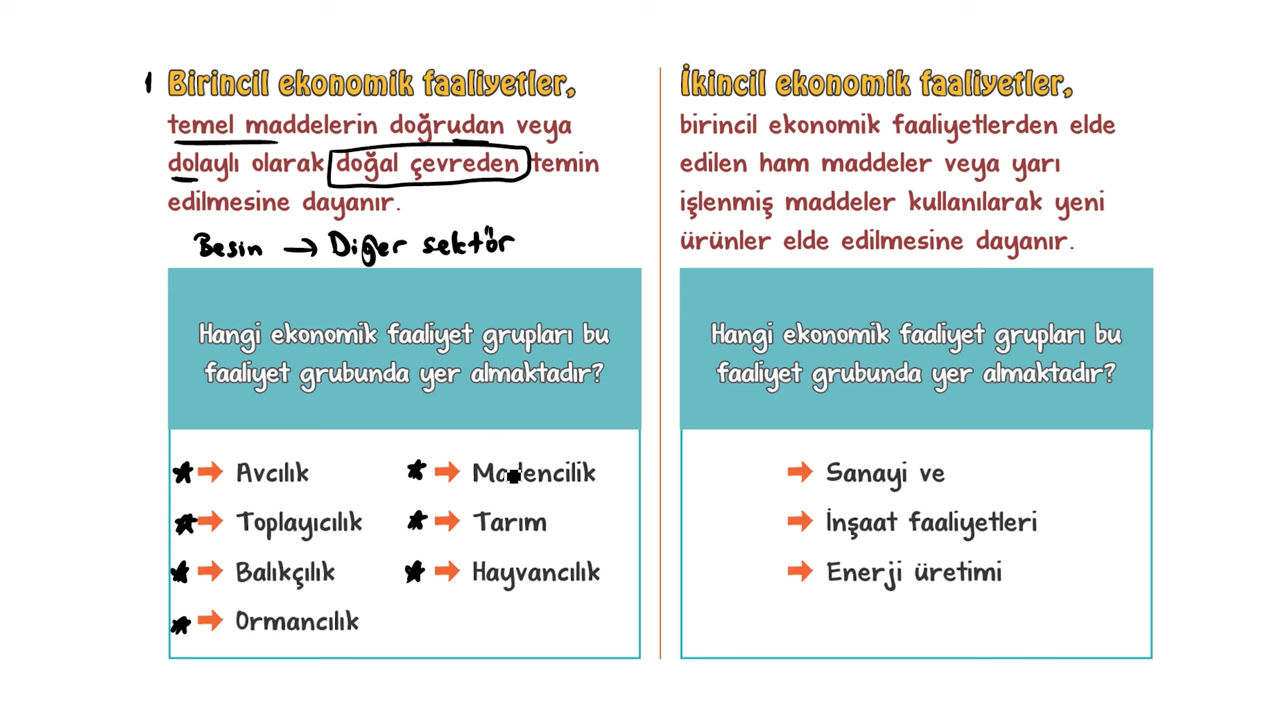 1 Birincil ekonomik faaliyetler,
temel maddelerin doğrudan veya
dolaylı olarak doğal çevreden temin
edilmesine dayanır.
Besin → Diğer sektör
Hangi ekonomik faaliyet grupları bu
faaliyet grubunda yer almaktadır?
Avcılık
Toplayıcılık
Balıkçılık
Ormancılık
Madencilik
Tarım
Hayvancılık
İkincil ekonomik faaliyetler,
birincil ekonomik faaliyetlerden elde
edilen ham maddeler veya yarı
işlenmiş maddeler kullanılarak yeni
ürünler elde edilmesine dayanır.
Hangi ekonomik faaliyet grupları bu
faaliyet grubunda yer almaktadır?
Sanayi ve
İnşaat faaliyetleri
Enerji üretimi